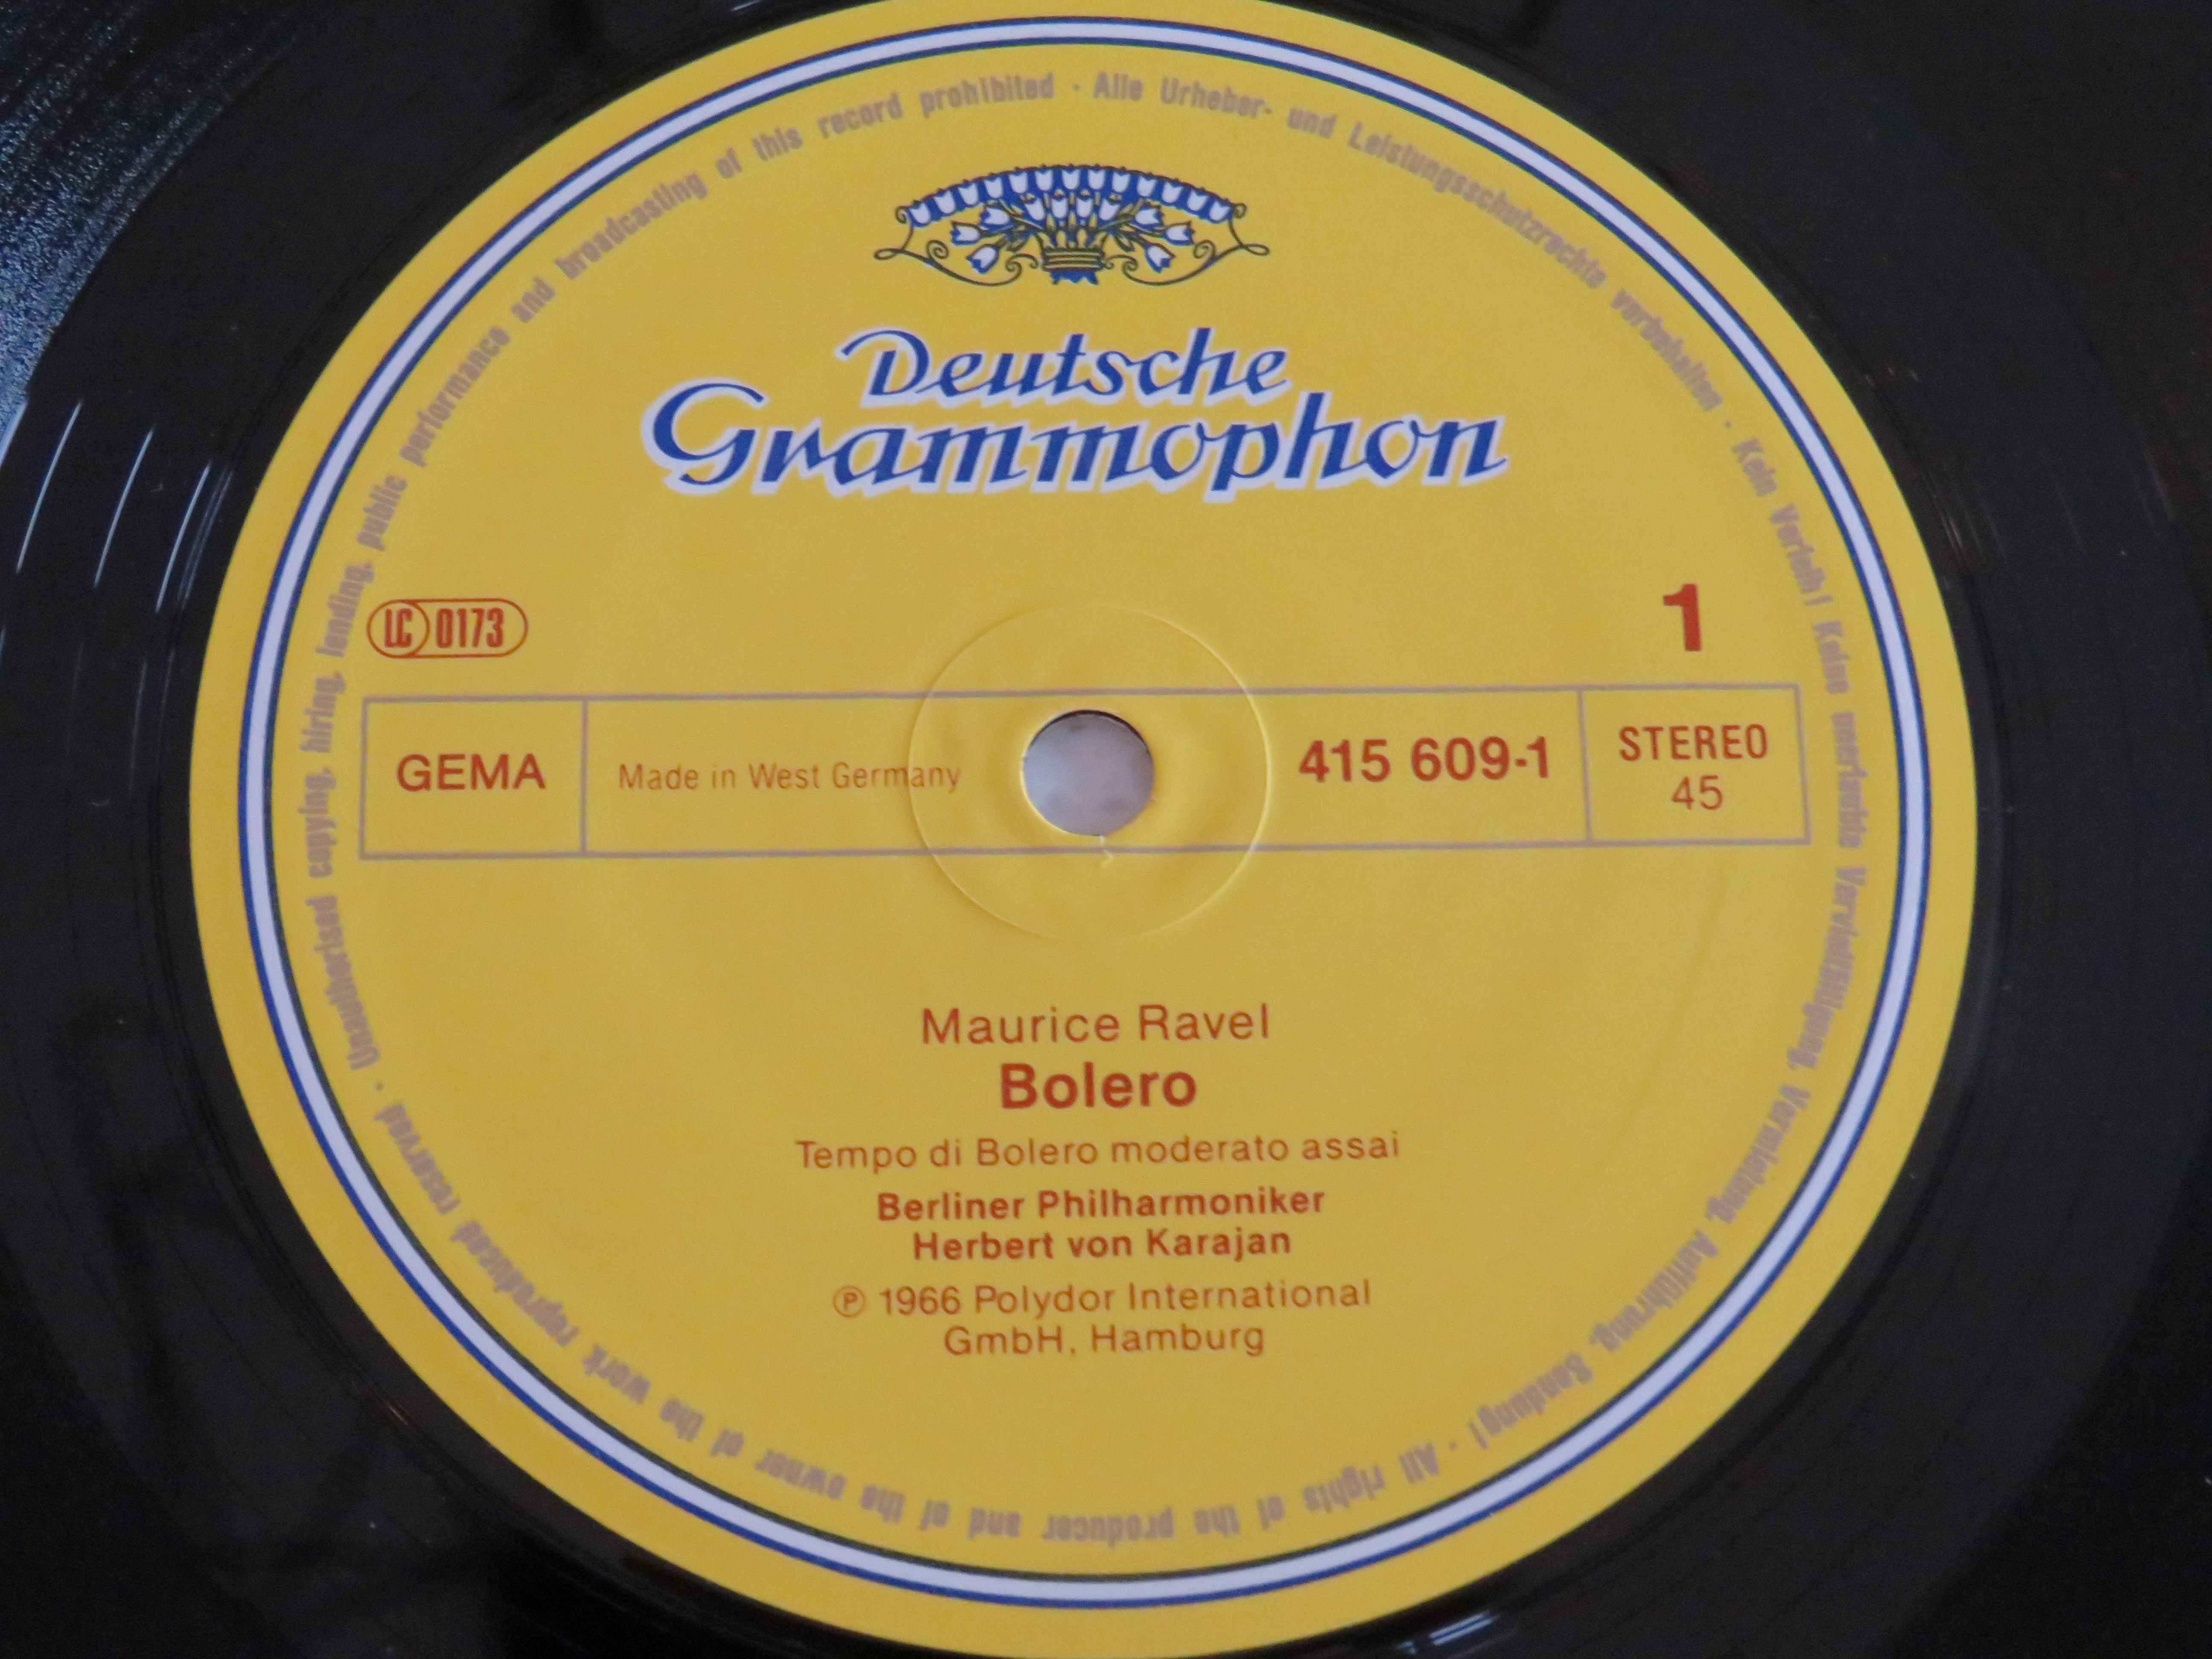 Deutsche
Grammophon
LC 0173
1
GEMA
Made in West Germany
415 609-1
STEREO
45
Maurice Ravel
Bolero
Tempo di Bolero moderato assai
Berliner Philharmoniker
Herbert von Karajan
℗ 1966 Polydor International
GmbH, Hamburg
Alle Urheber- und Leistungsschutzrechte vorbehalten · Kein Verleih! Keine unerlaubte Vervielfältigung, Vermietung, Aufführung, Sendung! · All rights of the producer and of the owner of the work reproduced reserved · Unauthorised copying, hiring, lending, public performance and broadcasting of this record prohibited ·